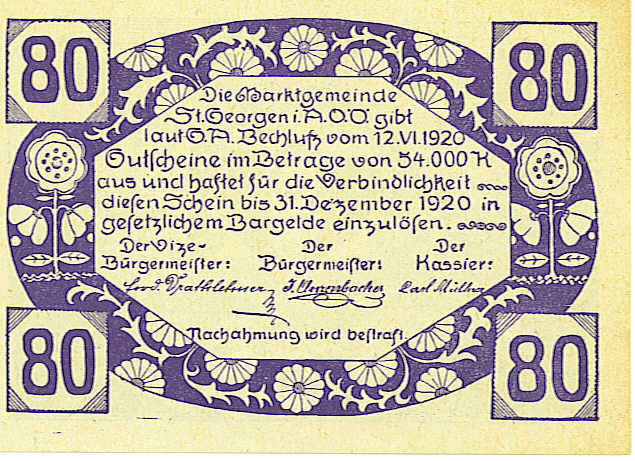 80 80
Die Marktgemeinde
St. Georgen i. A. O.Ö. gibt
laut G. A. Bechluß vom 12. VI. 1920
Gutscheine im Betrage von 54.000 K
aus und haftet für die Verbindlichkeit
diesen Schein bis 31. Dezember 1920 in
gesetzlichem Bargelde einzulösen.
Der Vize- Der Der
Bürgermeister: Bürgermeister: Kassier:
Carl
Nachahmung wird bestraft
80 80